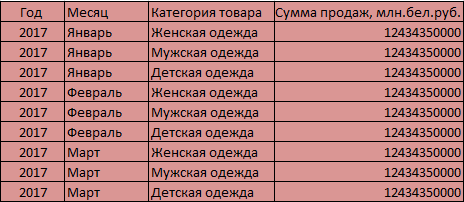 Год Месяц Категория товара Сумма продаж, млн.бел.руб.
2017 Январь Женская одежда 12434350000
2017 Январь Мужская одежда 12434350000
2017 Январь Детская одежда 12434350000
2017 Февраль Женская одежда 12434350000
2017 Февраль Мужская одежда 12434350000
2017 Февраль Детская одежда 12434350000
2017 Март Женская одежда 12434350000
2017 Март Мужская одежда 12434350000
2017 Март Детская одежда 12434350000